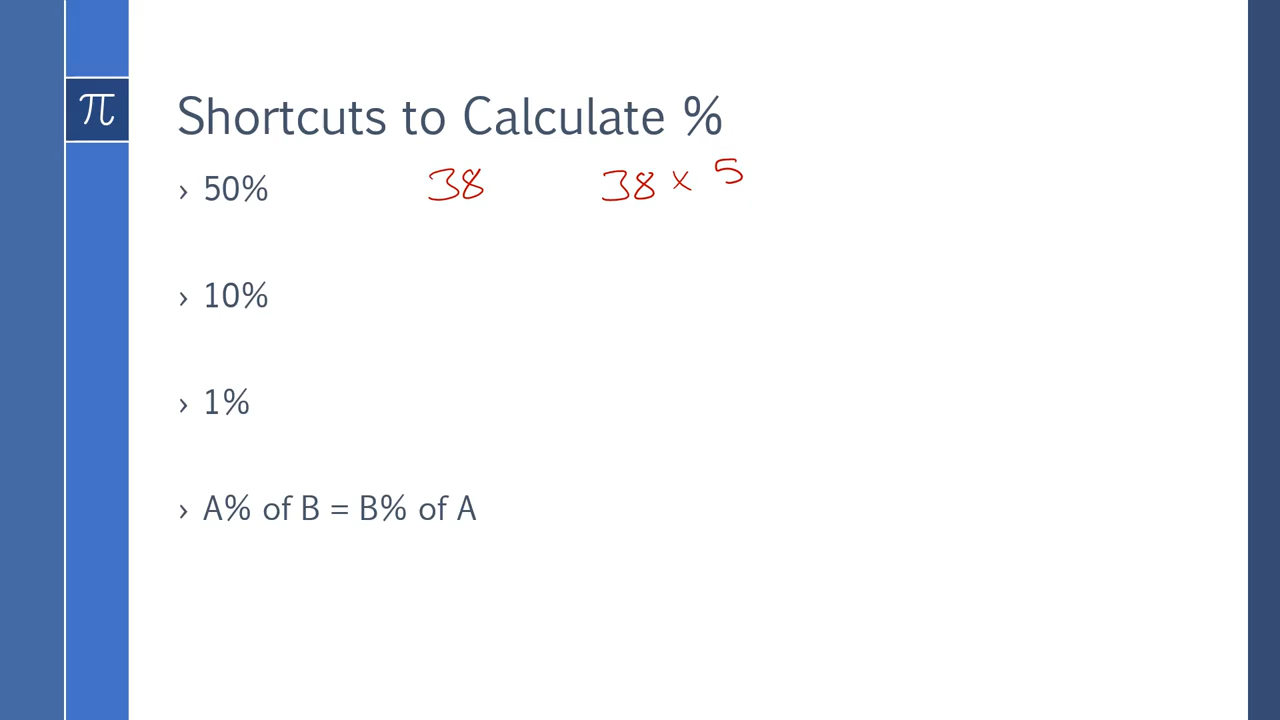 π
Shortcuts to Calculate %
› 50% 38 38 × 5
› 10%
› 1%
› A% of B = B% of A